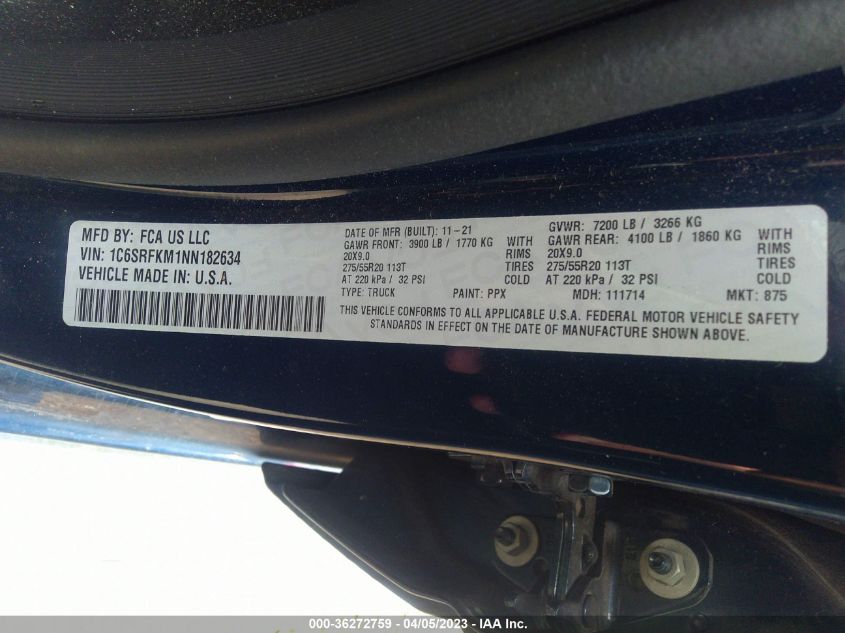 MFD BY: FCA US LLC
VIN: 1C6SRFKM1NN182634
VEHICLE MADE IN: U.S.A.
DATE OF MFR (BUILT): 11-21
GAWR FRONT: 3900 LB / 1770 KG WITH
20X9.0 RIMS
275/55R20 113T TIRES
AT 220 kPa / 32 PSI COLD
TYPE: TRUCK PAINT: PPX
GVWR: 7200 LB / 3266 KG
GAWR REAR: 4100 LB / 1860 KG WITH
20X9.0 RIMS
275/55R20 113T TIRES
AT 220 kPa / 32 PSI COLD
MDH: 111714 MKT: 875
THIS VEHICLE CONFORMS TO ALL APPLICABLE U.S.A. FEDERAL MOTOR VEHICLE SAFETY
STANDARDS IN EFFECT ON THE DATE OF MANUFACTURE SHOWN ABOVE.
000-36272759 - 04/05/2023 - IAA Inc.